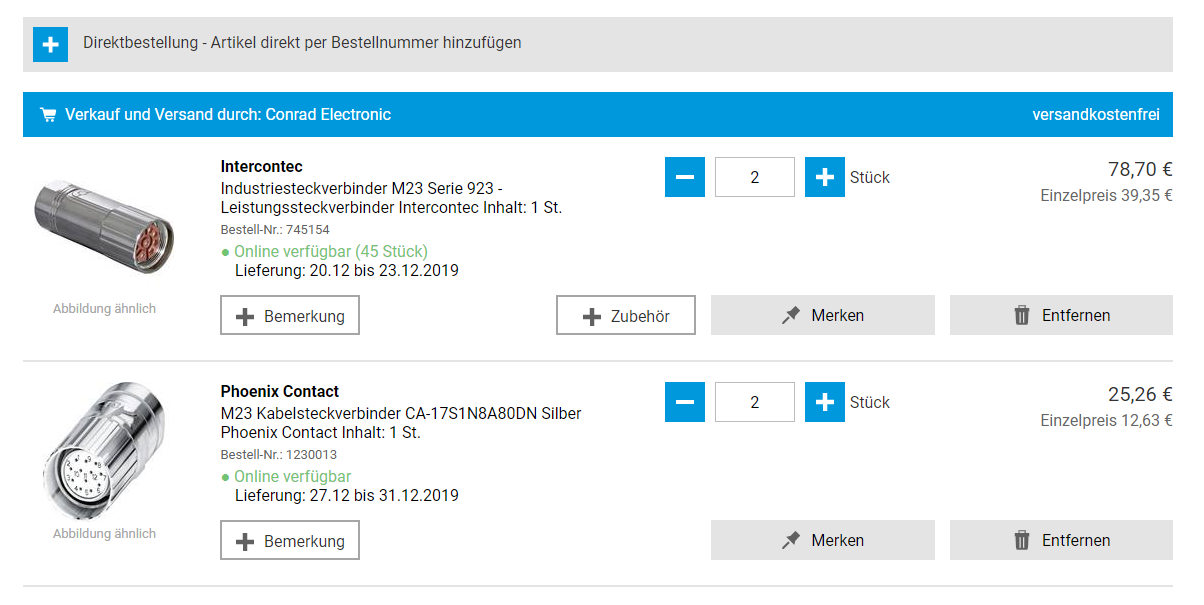 Direktbestellung - Artikel direkt per Bestellnummer hinzufügen
Verkauf und Versand durch: Conrad Electronic
versandkostenfrei
Intercontec
Industriesteckverbinder M23 Serie 923 -
Leistungssteckverbinder Intercontec Inhalt: 1 St.
Bestell-Nr.: 745154
Online verfügbar (45 Stück)
Lieferung: 20.12 bis 23.12.2019
2
Stück
78,70 €
Einzelpreis 39,35 €
Abbildung ähnlich
Bemerkung
Zubehör
Merken
Entfernen
Phoenix Contact
M23 Kabelsteckverbinder CA-17S1N8A80DN Silber
Phoenix Contact Inhalt: 1 St.
Bestell-Nr.: 1230013
Online verfügbar
Lieferung: 27.12 bis 31.12.2019
2
Stück
25,26 €
Einzelpreis 12,63 €
Abbildung ähnlich
Bemerkung
Merken
Entfernen